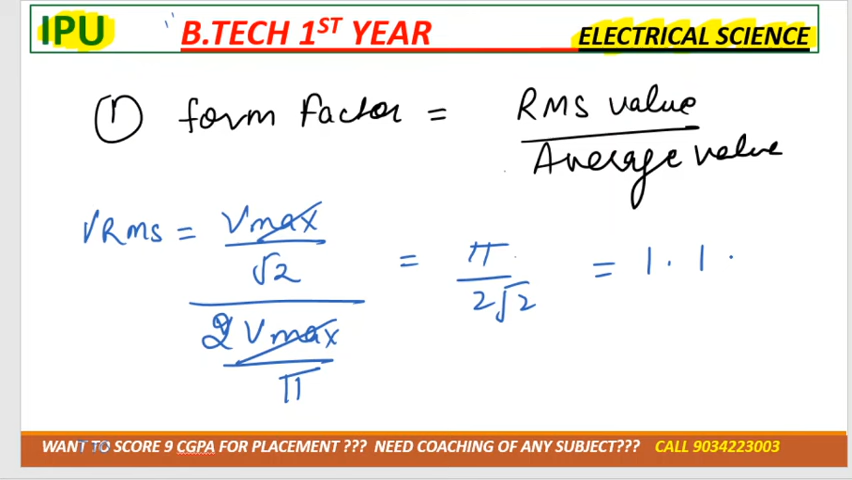 IPU B.TECH 1ST YEAR ELECTRICAL SCIENCE
① form factor = RMS value / Average value
VRMS = Vmax/√2 / 2Vmax/π = π/2√2 = 1.1.
WANT TO SCORE 9 CGPA FOR PLACEMENT ??? NEED COACHING OF ANY SUBJECT??? CALL 9034223003